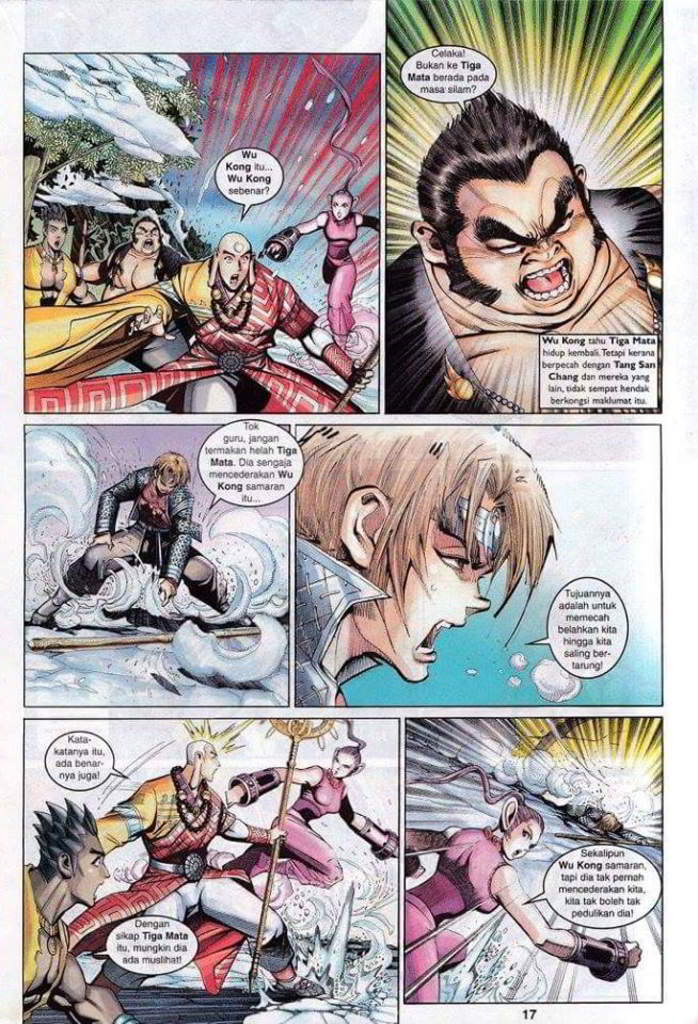 Wu
Kong itu...
Wu Kong
sebenar?
Celaka!
Bukan ke Tiga
Mata berada pada
masa silam?
Wu Kong tahu Tiga Mata
hidup kembali. Tetapi kerana
berpecah dengan Tang San
Chang dan mereka yang
lain, tidak sempat hendak
berkongsi maklumat itu.
Tok
guru, jangan
termakan helah Tiga
Mata. Dia sengaja
mencederakan Wu
Kong samaran
itu...
Tujuannya
adalah untuk
memecah
belahkan kita
hingga kita
saling ber-
tarung!
Kata-
katanya itu,
ada benar-
nya juga!
Dengan
sikap Tiga Mata
itu, mungkin dia
ada muslihat!
Sekalipun
Wu Kong samaran,
tapi dia tak pernah
mencederakan kita,
kita tak boleh tak
pedulikan dia!
17